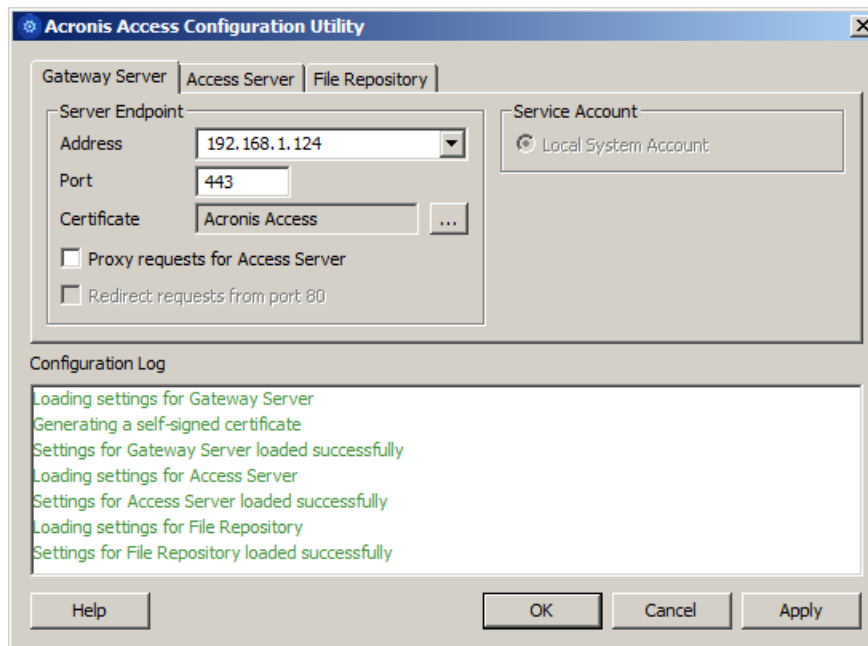 Acronis Access Configuration Utility
Gateway Server
Access Server
File Repository
Server Endpoint
Address
192.168.1.124
Port
443
Certificate
Acronis Access
...
Proxy requests for Access Server
Redirect requests from port 80
Service Account
Local System Account
Configuration Log
Loading settings for Gateway Server
Generating a self-signed certificate
Settings for Gateway Server loaded successfully
Loading settings for Access Server
Settings for Access Server loaded successfully
Loading settings for File Repository
Settings for File Repository loaded successfully
Help
OK
Cancel
Apply